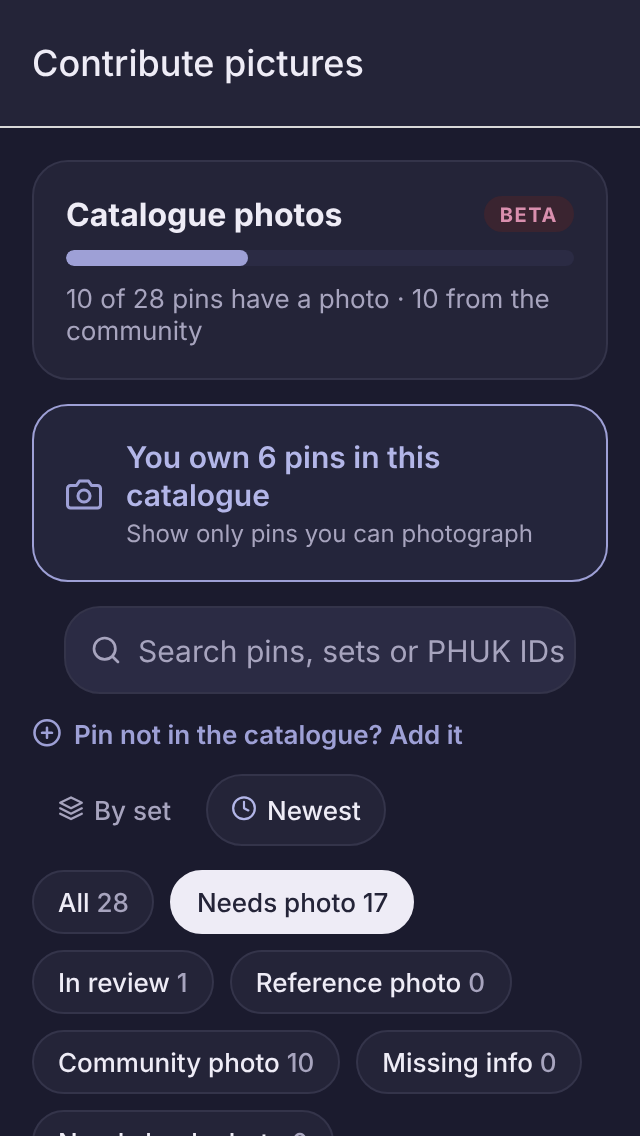 Contribute pictures
Catalogue photos
BETA
10 of 28 pins have a photo · 10 from the
community
You own 6 pins in this
catalogue
Show only pins you can photograph
Search pins, sets or PHUK IDs
Pin not in the catalogue? Add it
By set
Newest
All 28
Needs photo 17
In review 1
Reference photo 0
Community photo 10
Missing info 0